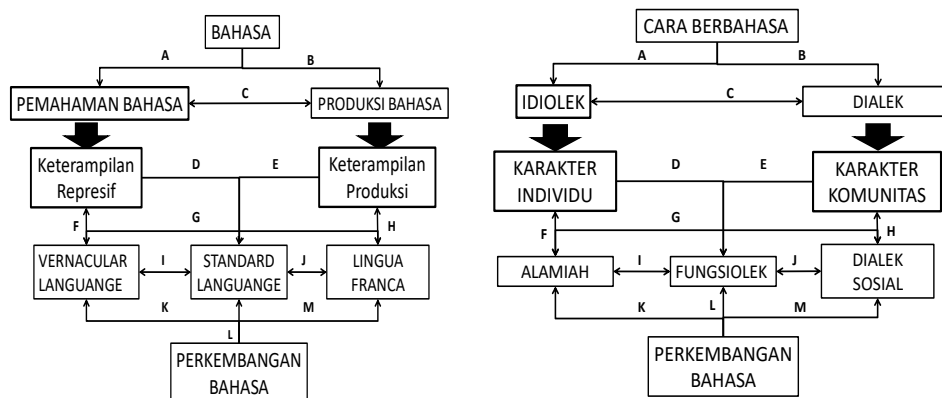 BAHASA
A
B
PEMAHAMAN BAHASA
C
PRODUKSI BAHASA
Keterampilan
Represif
D
E
Keterampilan
Produksi
F
G
H
VERNACULAR
LANGUANGE
I
STANDARD
LANGUANGE
J
LINGUA
FRANCA
K
L
M
PERKEMBANGAN
BAHASA
CARA BERBAHASA
A
B
IDIOLEK
C
DIALEK
KARAKTER
INDIVIDU
D
E
KARAKTER
KOMUNITAS
F
G
H
ALAMIAH
I
FUNGSIOLEK
J
DIALEK
SOSIAL
K
L
M
PERKEMBANGAN
BAHASA